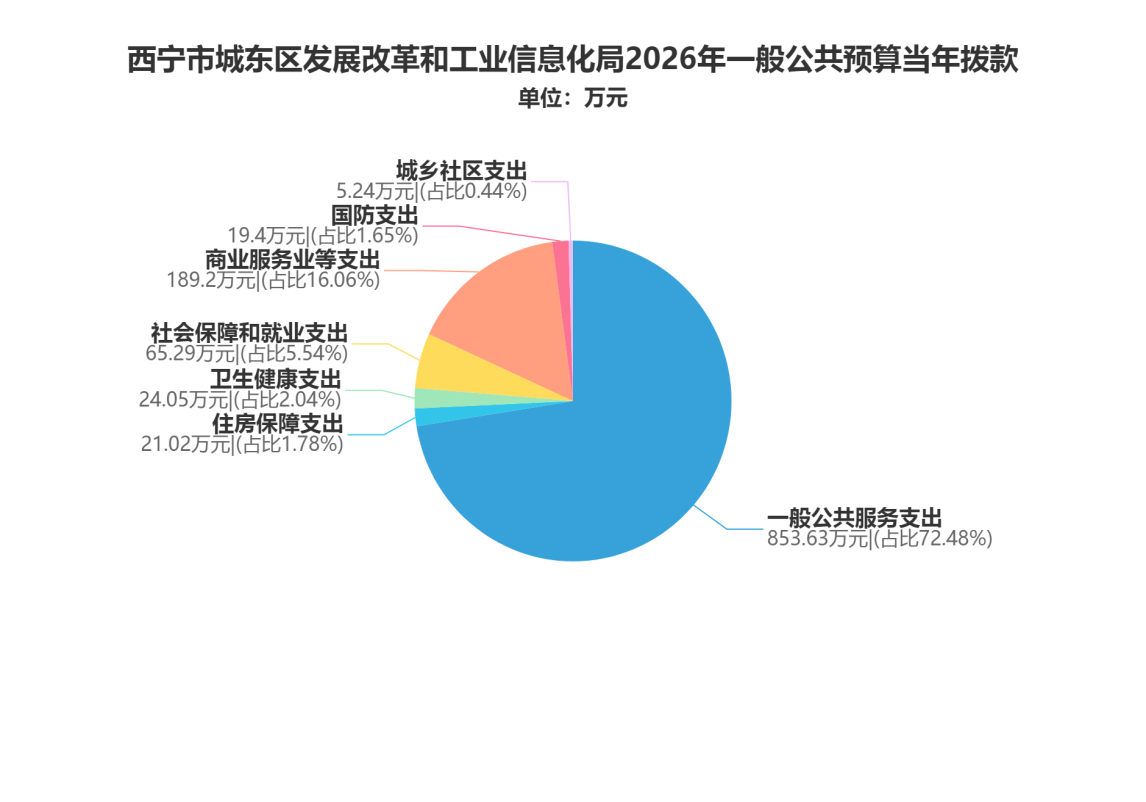 西宁市城东区发展改革和工业信息化局2026年一般公共预算当年拨款
单位：万元
城乡社区支出
5.24万元|(占比0.44%)
国防支出
19.4万元|(占比1.65%)
商业服务业等支出
189.2万元|(占比16.06%)
社会保障和就业支出
65.29万元|(占比5.54%)
卫生健康支出
24.05万元|(占比2.04%)
住房保障支出
21.02万元|(占比1.78%)
一般公共服务支出
853.63万元|(占比72.48%)